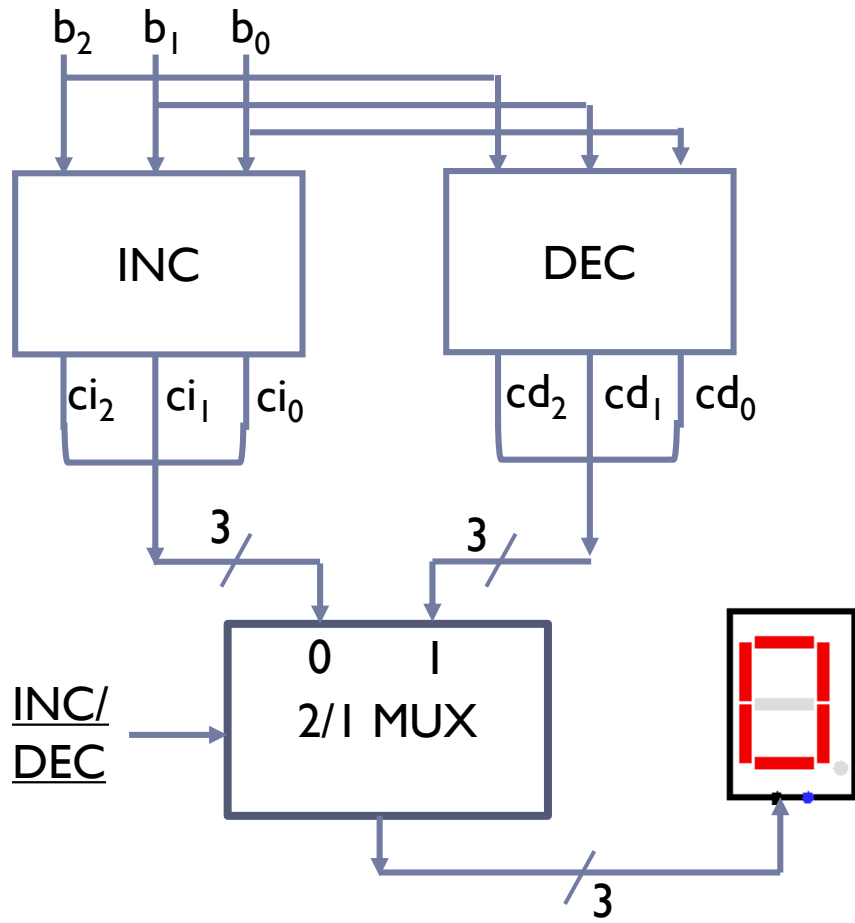 b₂ b₁ b₀
INC DEC
ci₂ ci₁ ci₀ cd₂ cd₁ cd₀
3 3
0 1
2/1 MUX
INC/
DEC
0
3